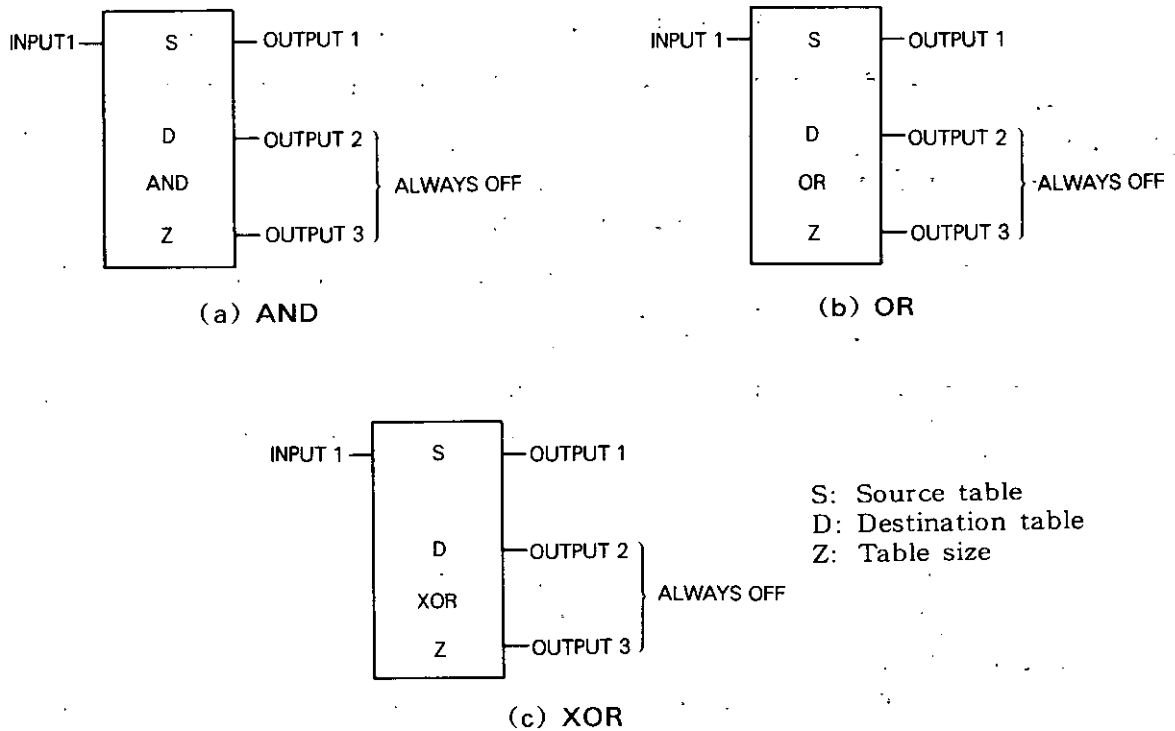 INPUT1 S OUTPUT 1
D OUTPUT 2
AND ALWAYS OFF
Z OUTPUT 3
(a) AND
INPUT 1 S OUTPUT 1
D OUTPUT 2
OR ALWAYS OFF
Z OUTPUT 3
(b) OR
INPUT 1 S OUTPUT 1
D OUTPUT 2
XOR ALWAYS OFF
Z OUTPUT 3
(c) XOR
S: Source table
D: Destination table
Z: Table size